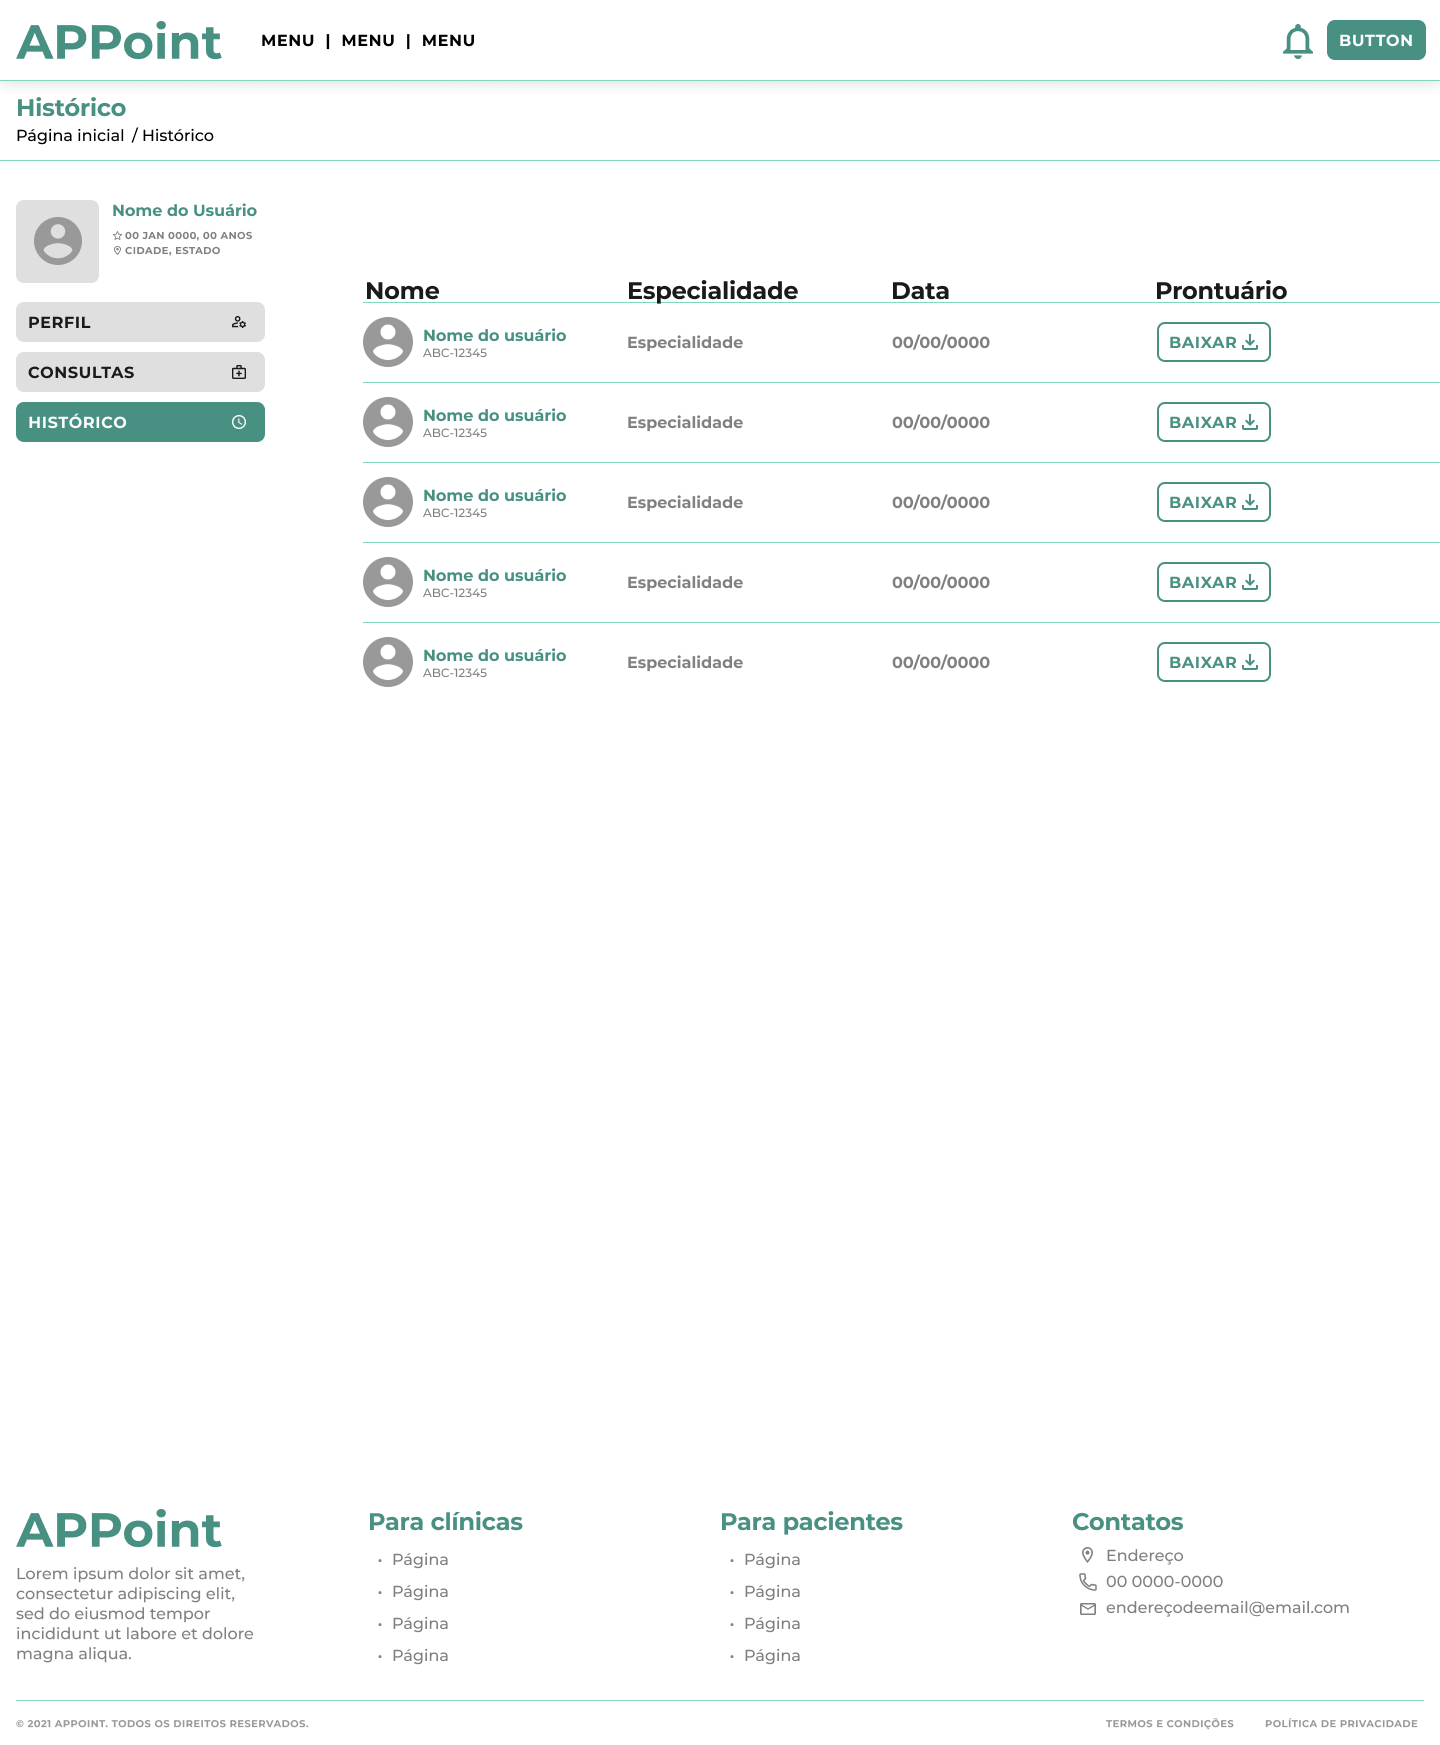 APPoint
MENU | MENU | MENU
BUTTON
Histórico
Página inicial / Histórico
Nome do Usuário
00 JAN 0000, 00 ANOS
CIDADE, ESTADO
PERFIL
CONSULTAS
HISTÓRICO
Nome Especialidade Data Prontuário
Nome do usuário
ABC-12345
Especialidade
00/00/0000
BAIXAR
Nome do usuário
ABC-12345
Especialidade
00/00/0000
BAIXAR
Nome do usuário
ABC-12345
Especialidade
00/00/0000
BAIXAR
Nome do usuário
ABC-12345
Especialidade
00/00/0000
BAIXAR
Nome do usuário
ABC-12345
Especialidade
00/00/0000
BAIXAR
APPoint
Lorem ipsum dolor sit amet,
consectetur adipiscing elit,
sed do eiusmod tempor
incididunt ut labore et dolore
magna aliqua.
Para clínicas
• Página
• Página
• Página
• Página
Para pacientes
• Página
• Página
• Página
• Página
Contatos
Endereço
00 0000-0000
endereçodeemail@email.com
© 2021 APPOINT. TODOS OS DIREITOS RESERVADOS.
TERMOS E CONDIÇÕES
POLÍTICA DE PRIVACIDADE